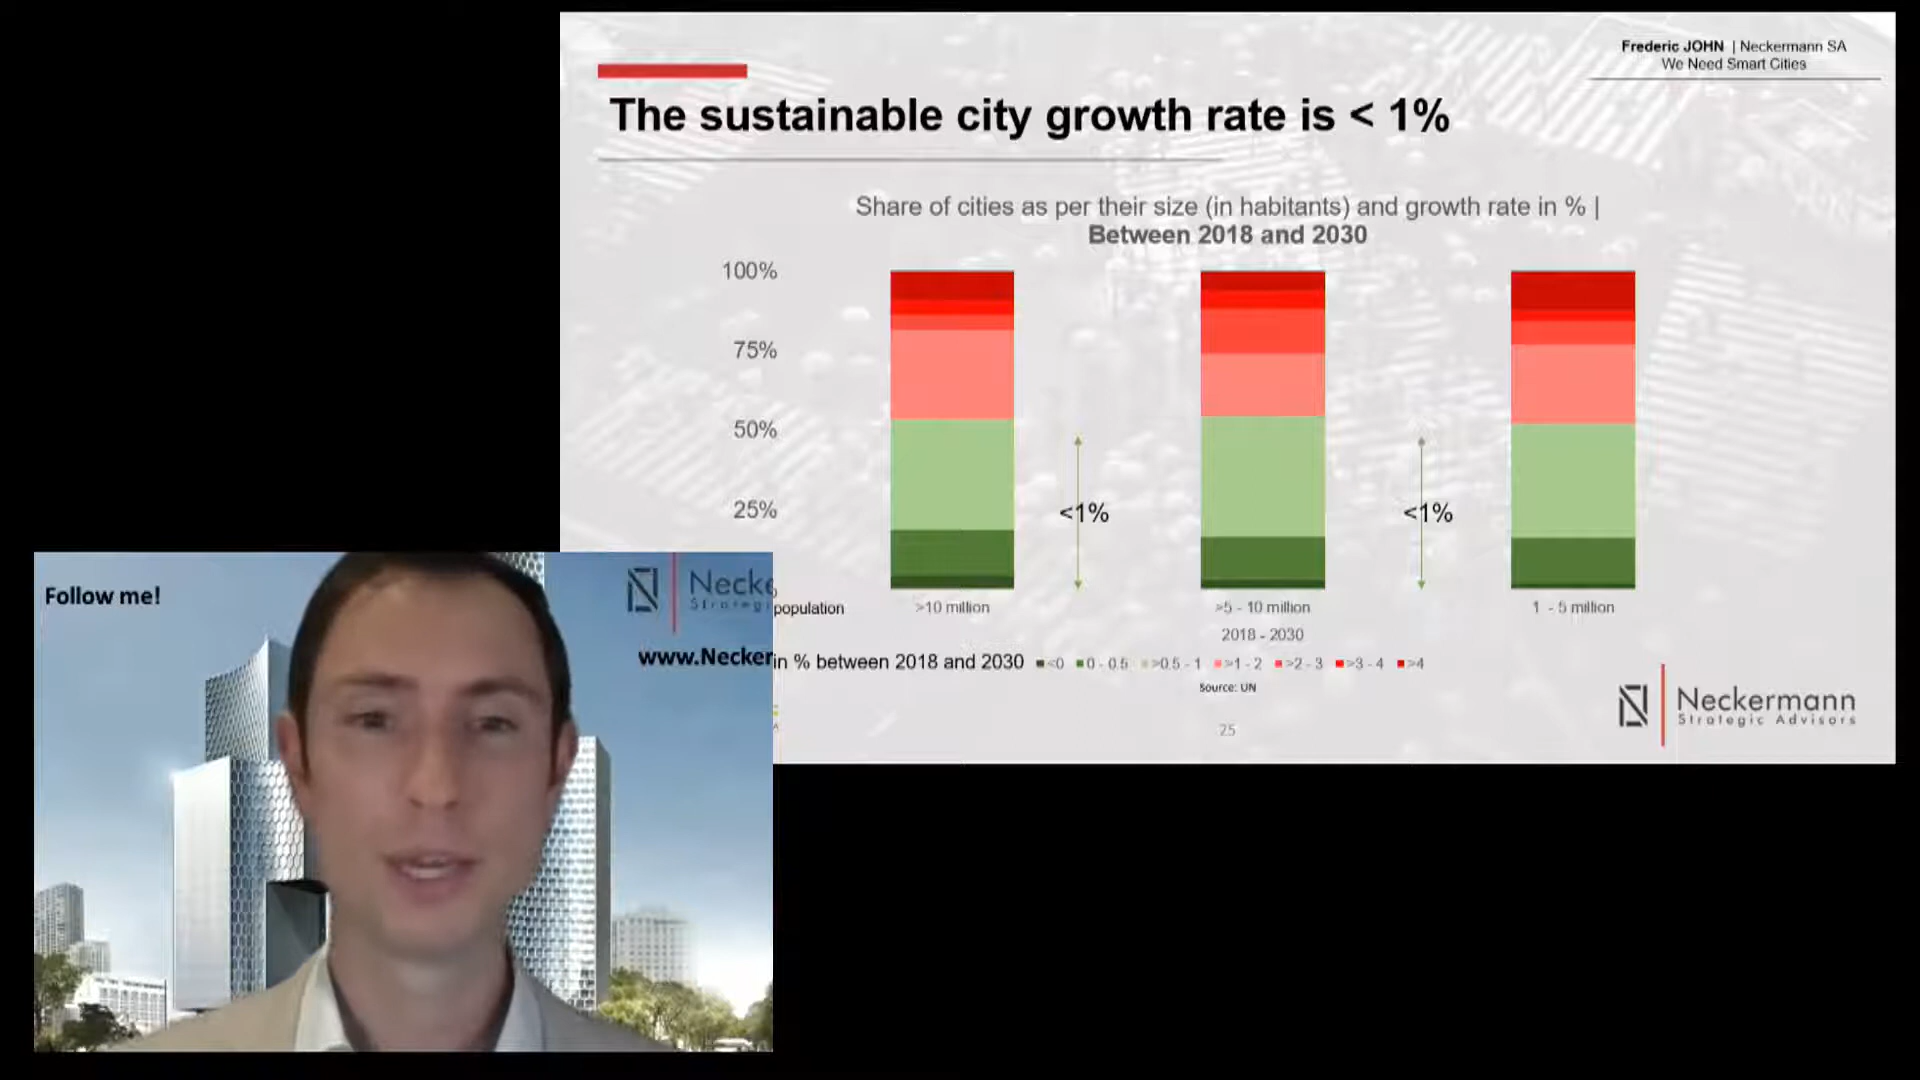 Frederic JOHN | Neckermann SA
We Need Smart Cities
The sustainable city growth rate is < 1%
Share of cities as per their size (in habitants) and growth rate in % |
Between 2018 and 2030
100%
75%
50%
25%
<1%
<1%
population
>10 million
>5 - 10 million
1 - 5 million
2018 - 2030
in % between 2018 and 2030
<0
0 - 0.5
>0.5 - 1
>1 - 2
>2 - 3
>3 - 4
>4
Source: UN
25
Neckermann
Strategic Advisors
Follow me!
Necke
Strategi
www.Necker